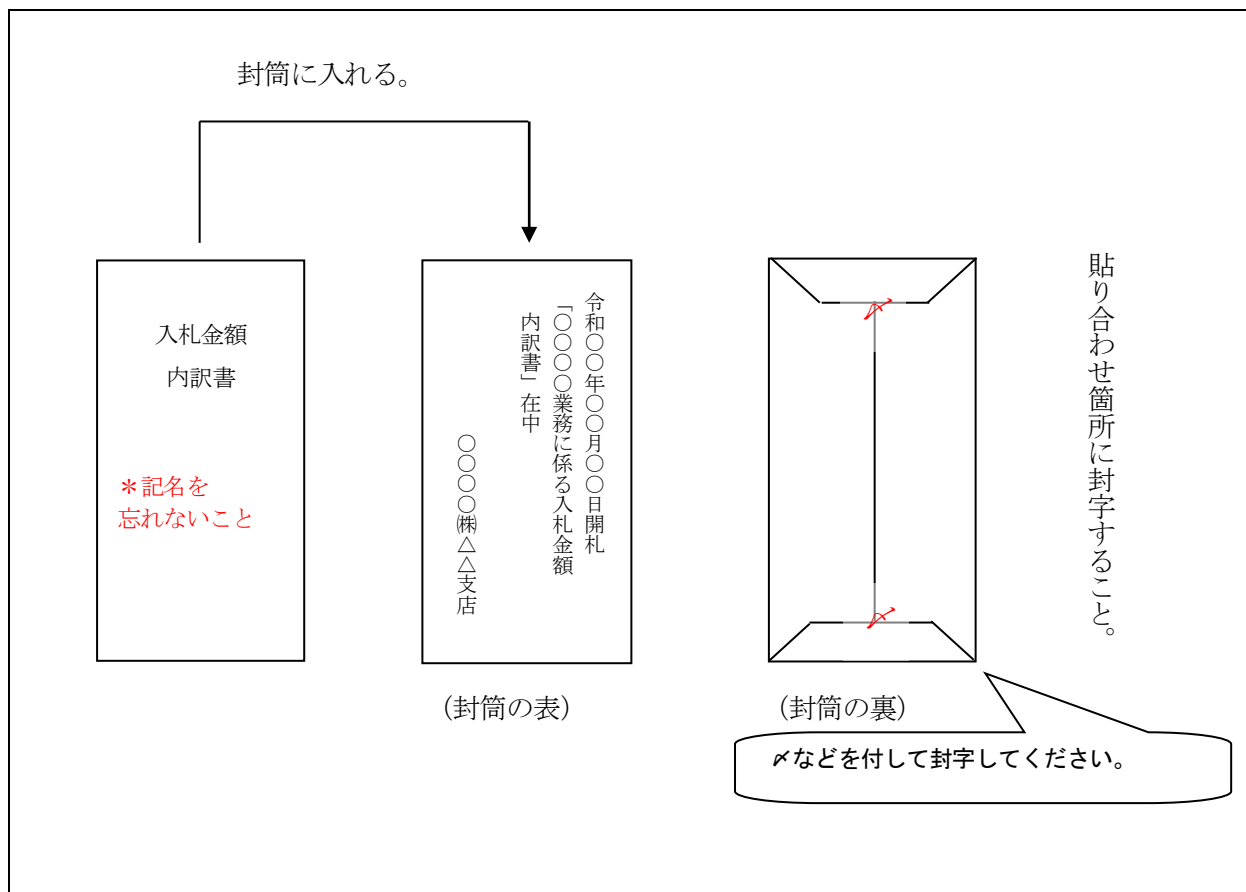 封筒に入れる。
入札金額
内訳書
＊記名を
忘れないこと
令和〇〇年〇〇月〇〇日開札
「〇〇〇〇業務に係る入札金額
内訳書」在中
〇〇〇〇㈱△△支店
(封筒の表)
〆
〆
(封筒の裏)
貼り合わせ箇所に封字すること。
〆などを付して封字してください。